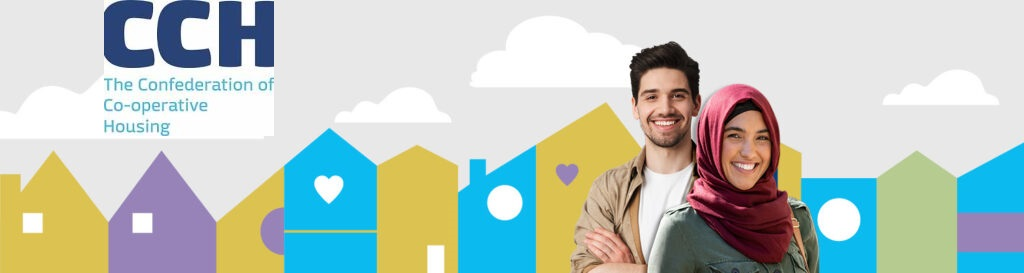 CCH
The Confederation of
Co-operative
Housing